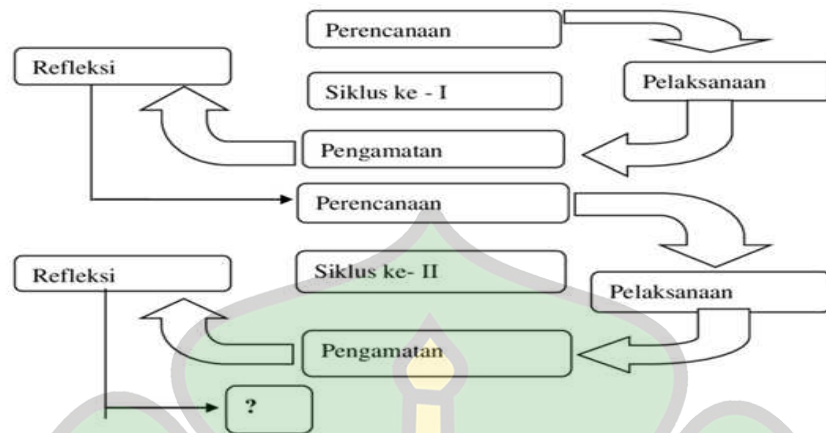 Perencanaan
Refleksi
Pelaksanaan
Siklus ke - I
Pengamatan
Perencanaan
Refleksi
Siklus ke- II
Pelaksanaan
Pengamatan
?